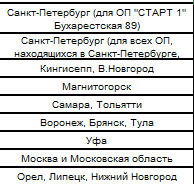 Санкт-Петербург (для ОП "СТАРТ 1"
Бухарестская 89)
Санкт-Петербург (для всех ОП,
находящихся в Санкт-Петербурге,
Кингисепп, В.Новгород
Магнитогорск
Самара, Тольятти
Воронеж, Брянск, Тула
Уфа
Москва и Московская область
Орел, Липецк, Нижний Новгород